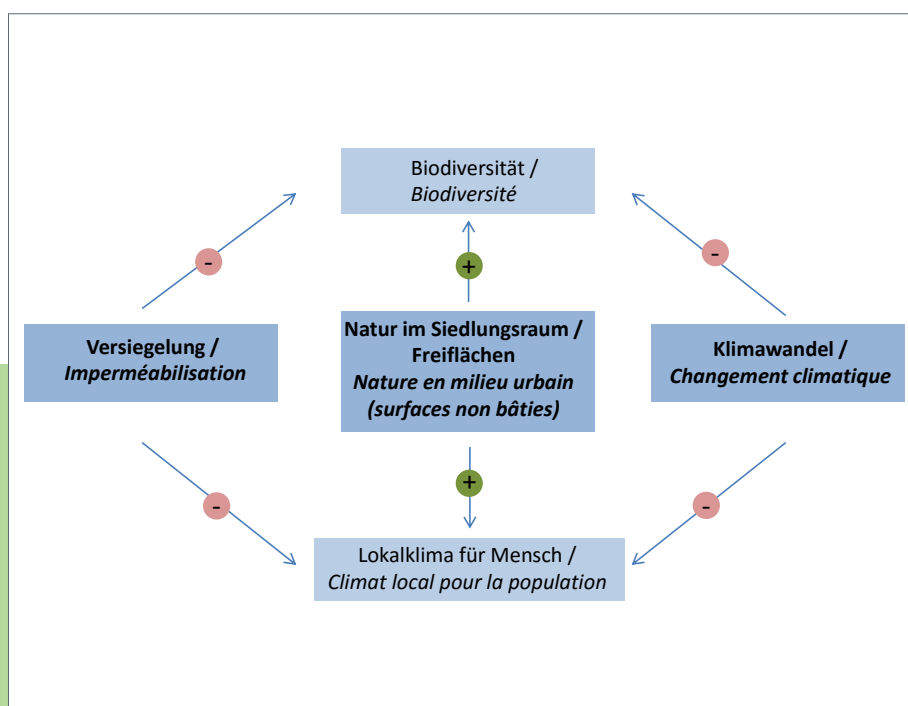 Biodiversität /
Biodiversité
-
+
-
Versiegelung /
Imperméabilisation
Natur im Siedlungsraum /
Freiflächen
Nature en milieu urbain
(surfaces non bâties)
Klimawandel /
Changement climatique
-
+
-
Lokalklima für Mensch /
Climat local pour la population